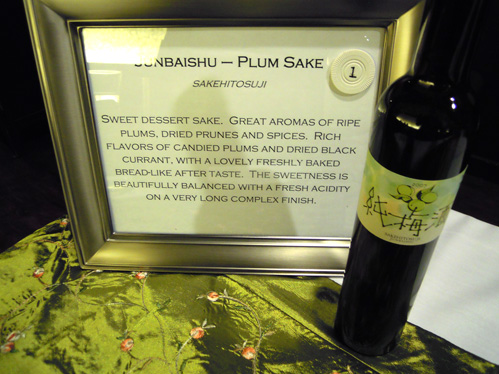 JUNBAISHU — PLUM SAKE
1
SAKEHITOSUJI
SWEET DESSERT SAKE. GREAT AROMAS OF RIPE
PLUMS, DRIED PRUNES AND SPICES. RICH
FLAVORS OF CANDIED PLUMS AND DRIED BLACK
CURRANT, WITH A LOVELY FRESHLY BAKED
BREAD-LIKE AFTER TASTE. THE SWEETNESS IS
BEAUTIFULLY BALANCED WITH A FRESH ACIDITY
ON A VERY LONG COMPLEX FINISH.
純梅酒
SAKEHITOSUJI